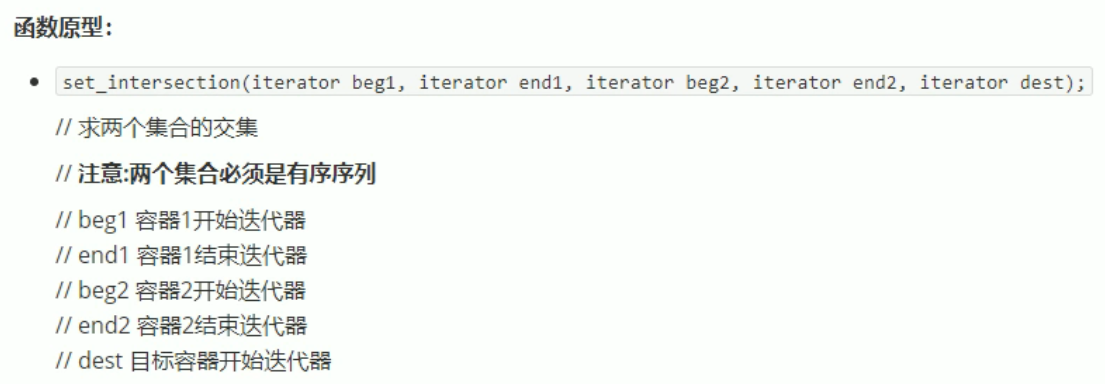 函数原型：
set_intersection(iterator beg1, iterator end1, iterator beg2, iterator end2, iterator dest);
// 求两个集合的交集
// 注意:两个集合必须是有序序列
// beg1 容器1开始迭代器
// end1 容器1结束迭代器
// beg2 容器2开始迭代器
// end2 容器2结束迭代器
// dest 目标容器开始迭代器